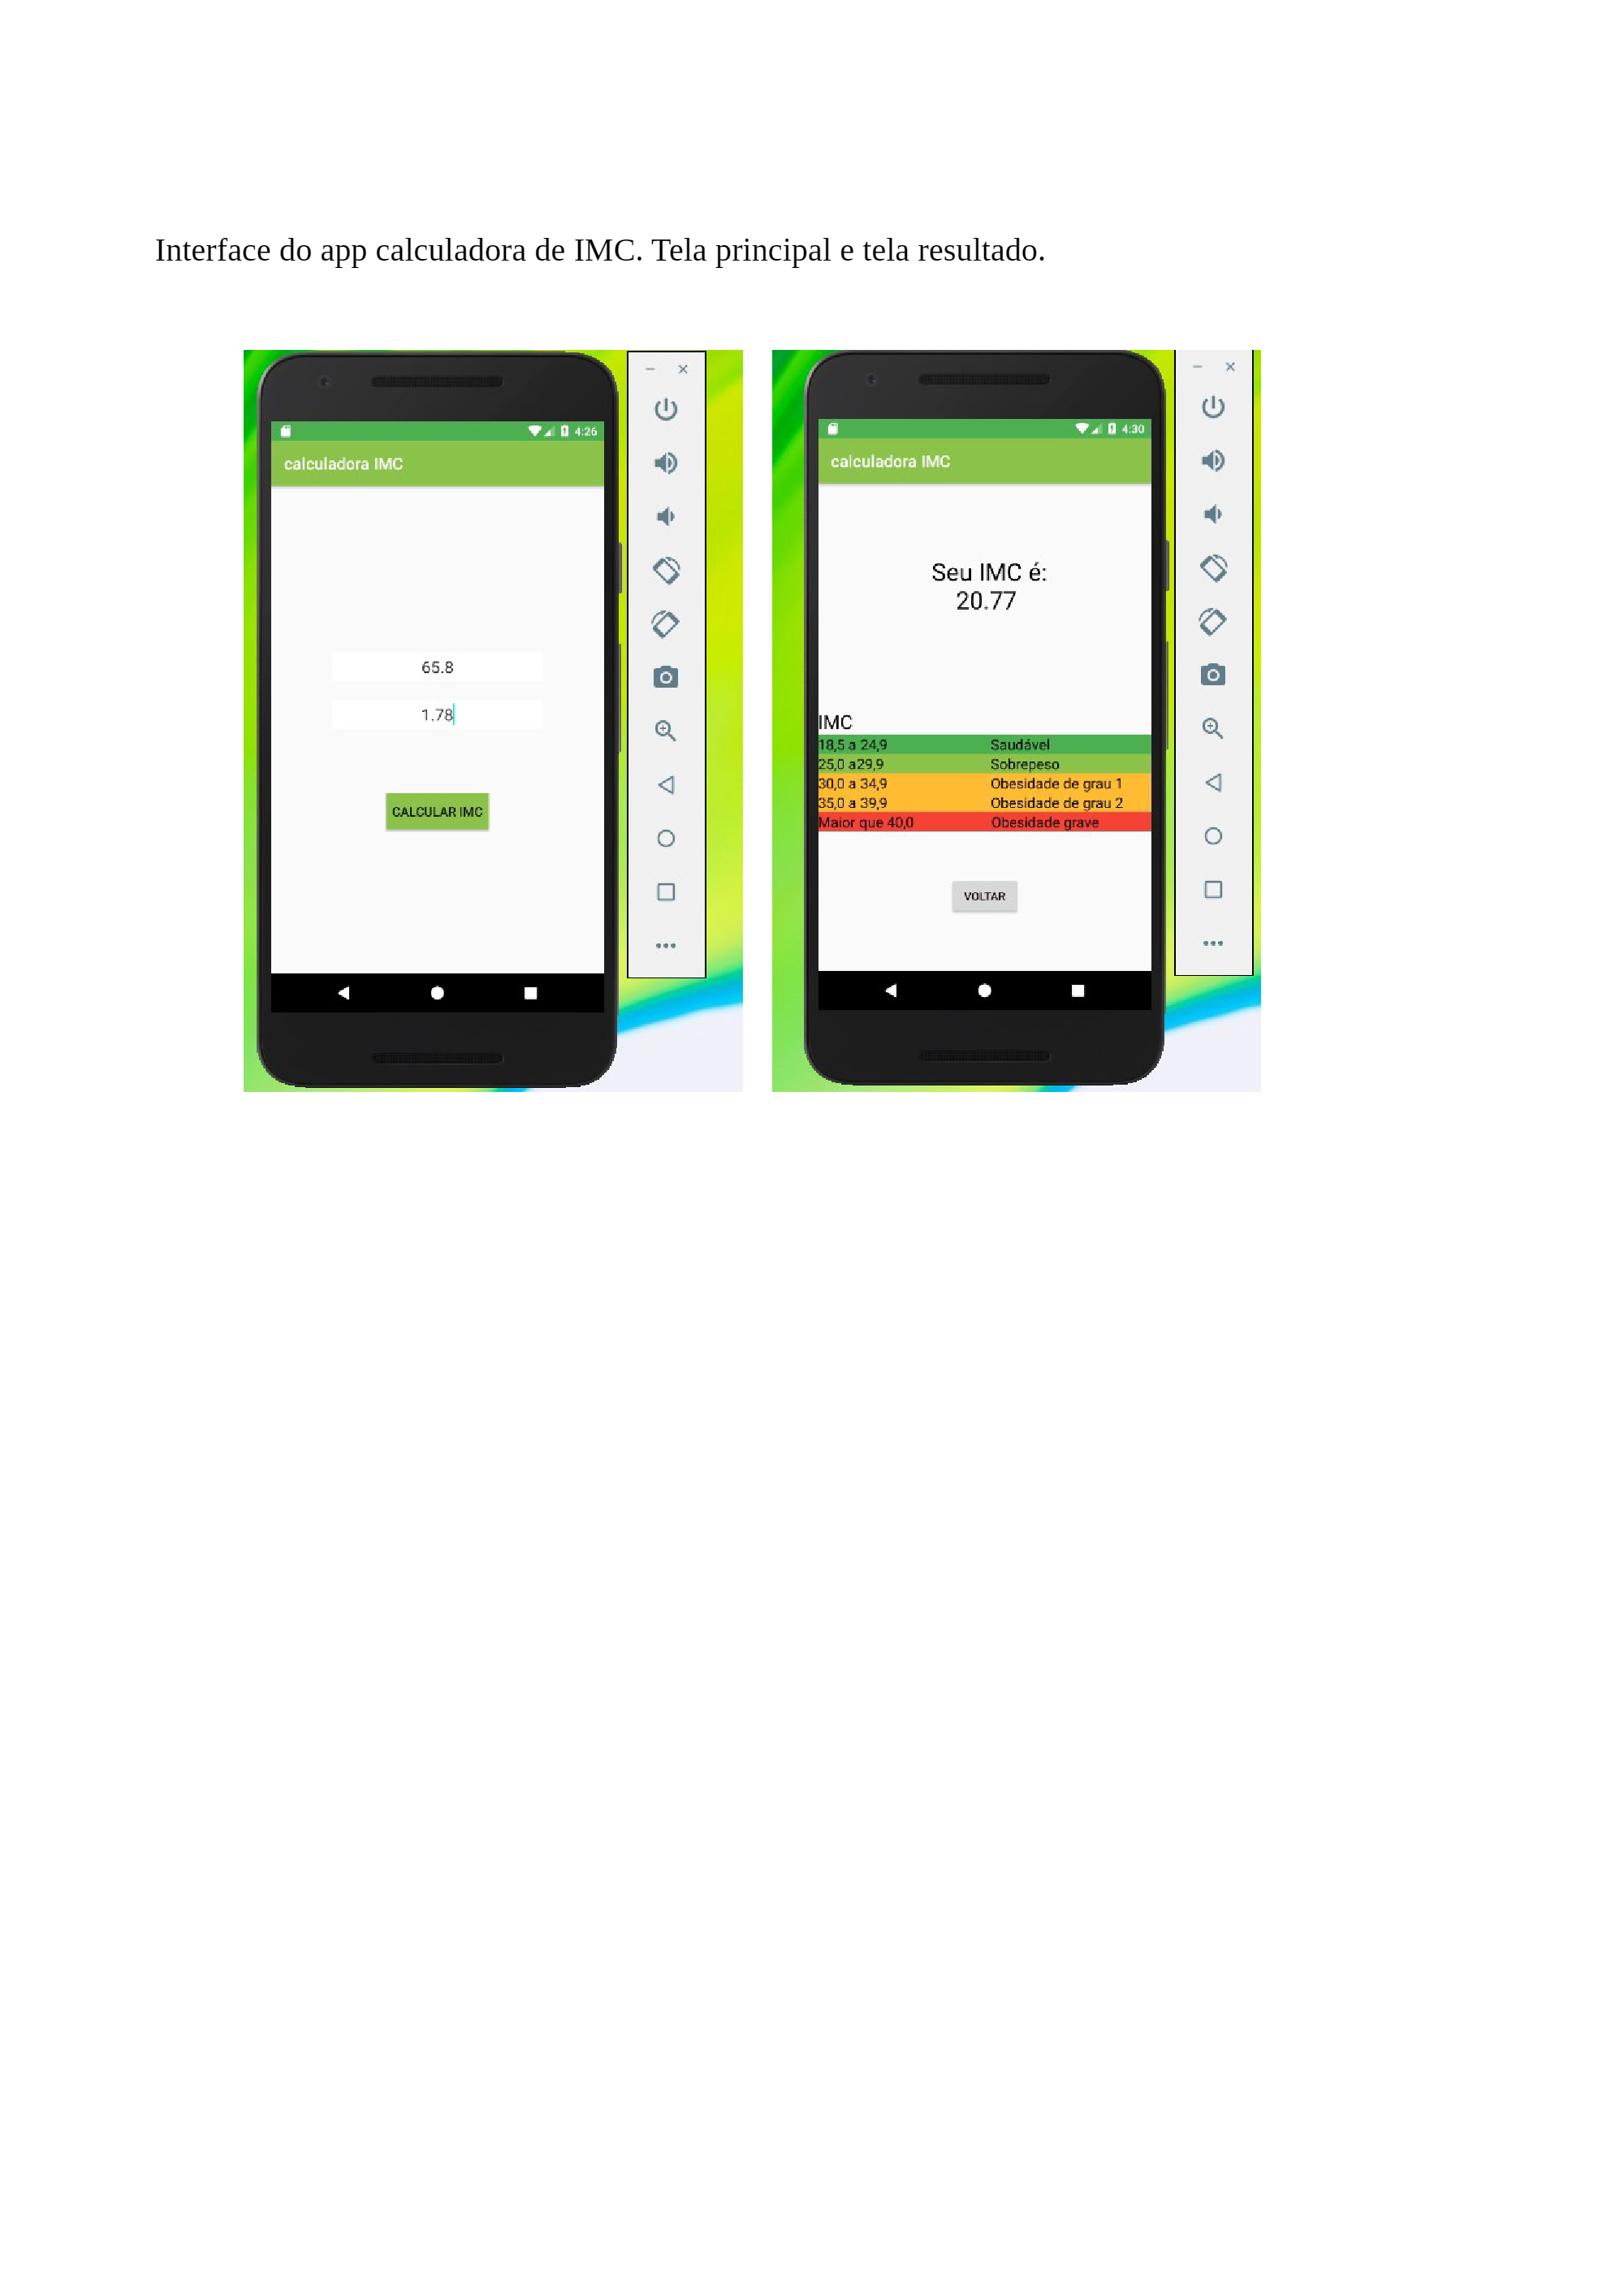 Interface do app calculadora de IMC. Tela principal e tela resultado.
4:26
calculadora IMC
65.8
1.78
CALCULAR IMC
4:30
calculadora IMC
Seu IMC é:
20.77
IMC
18,5 a 24,9 Saudável
25,0 a29,9 Sobrepeso
30,0 a 34,9 Obesidade de grau 1
35,0 a 39,9 Obesidade de grau 2
Maior que 40,0 Obesidade grave
VOLTAR